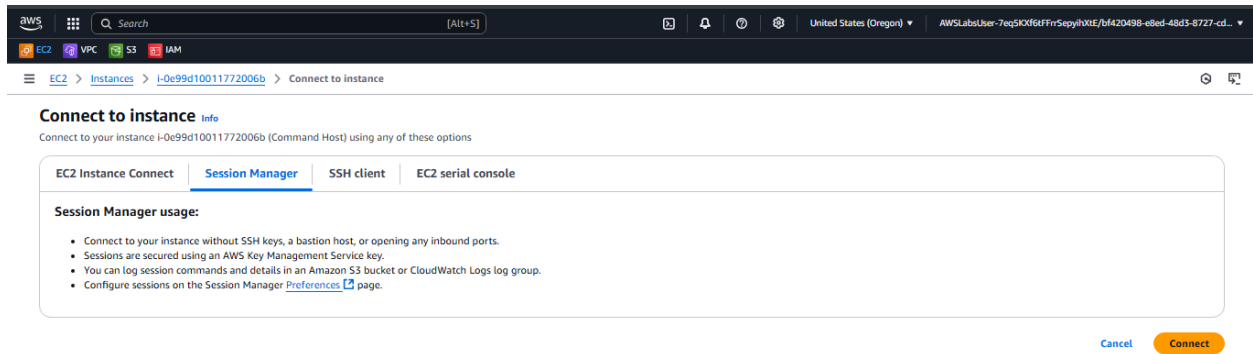 aws Search [Alt+S] United States (Oregon) ▼ AWSLabsUser-7eq5KXf6tFFrrSepyihXtE/bf420498-e8ed-48d3-8727-cd... ▼
EC2 VPC S3 IAM
EC2 > Instances > i-0e99d10011772006b > Connect to instance
Connect to instance Info
Connect to your instance i-0e99d10011772006b (Command Host) using any of these options
EC2 Instance Connect Session Manager SSH client EC2 serial console
Session Manager usage:
• Connect to your instance without SSH keys, a bastion host, or opening any inbound ports.
• Sessions are secured using an AWS Key Management Service key.
• You can log session commands and details in an Amazon S3 bucket or CloudWatch Logs log group.
• Configure sessions on the Session Manager Preferences page.
Cancel Connect